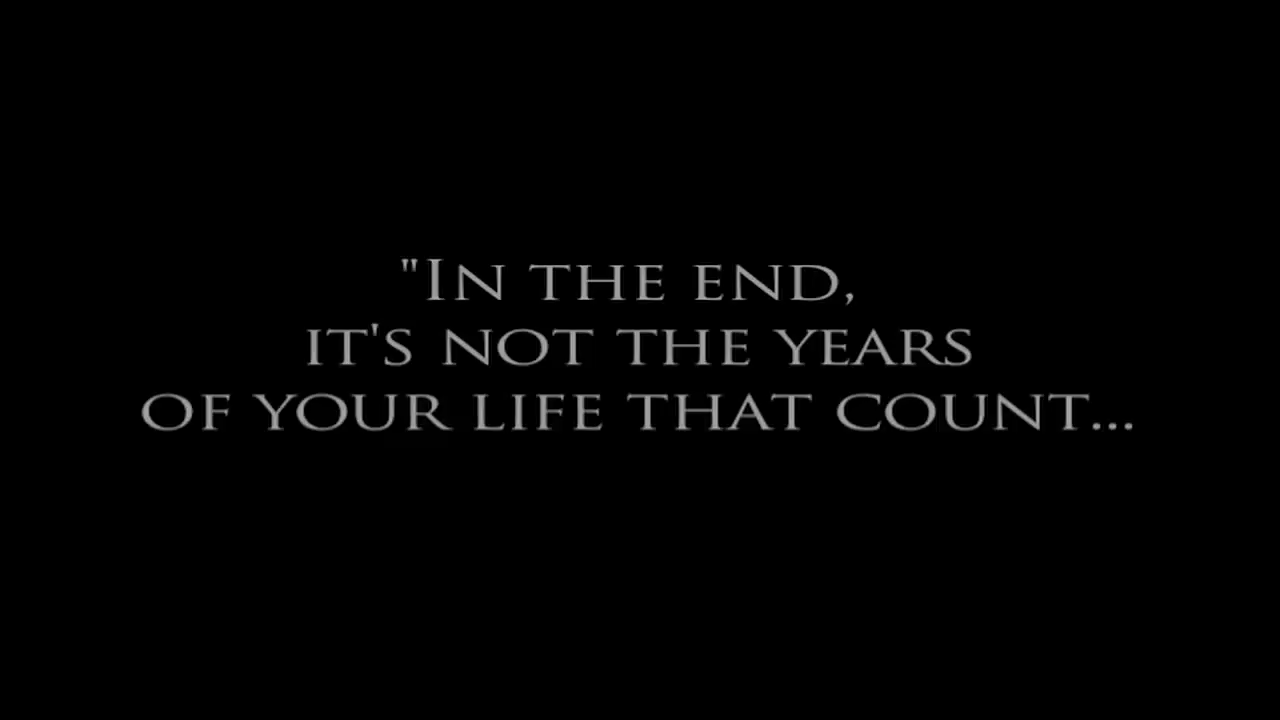 "In the end,
it's not the years
of your life that count...